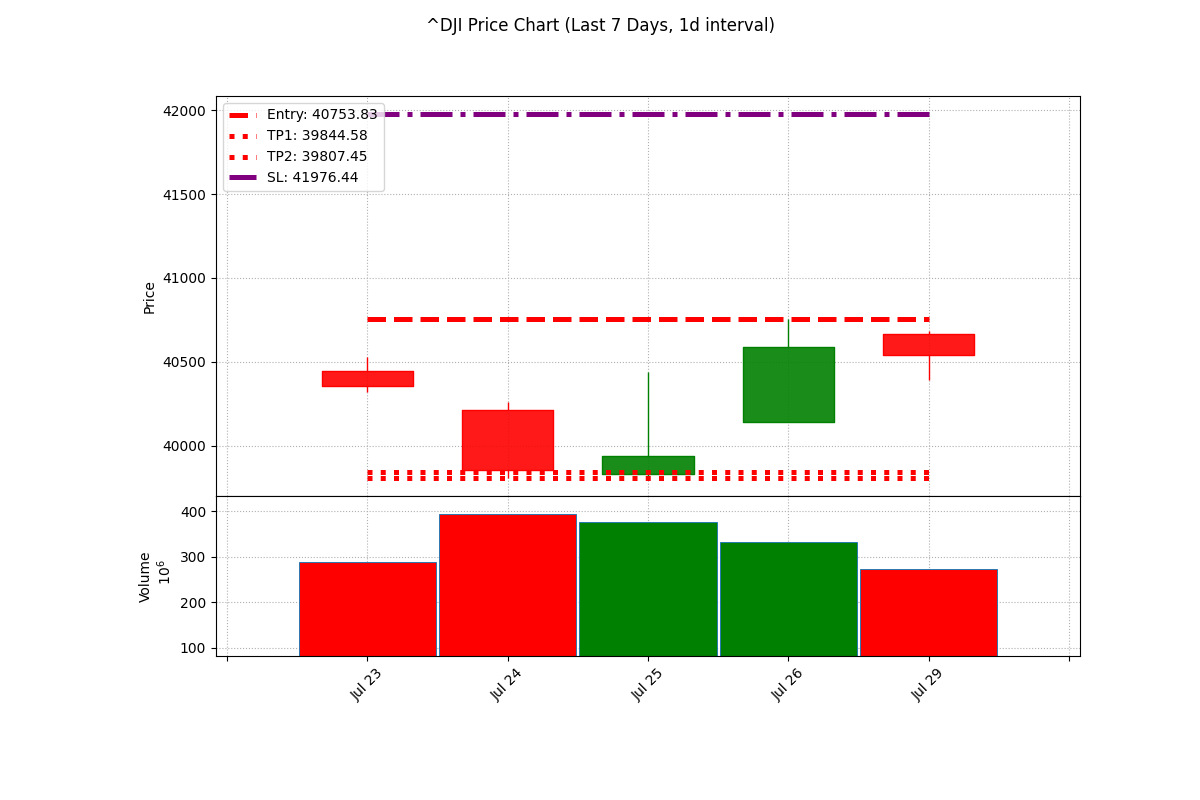 ^DJI Price Chart (Last 7 Days, 1d interval)
Entry: 40753.83
TP1: 39844.58
TP2: 39807.45
SL: 41976.44
42000
41500
41000
40500
40000
Price
400
300
200
100
Volume
10^6
Jul 23
Jul 24
Jul 25
Jul 26
Jul 29